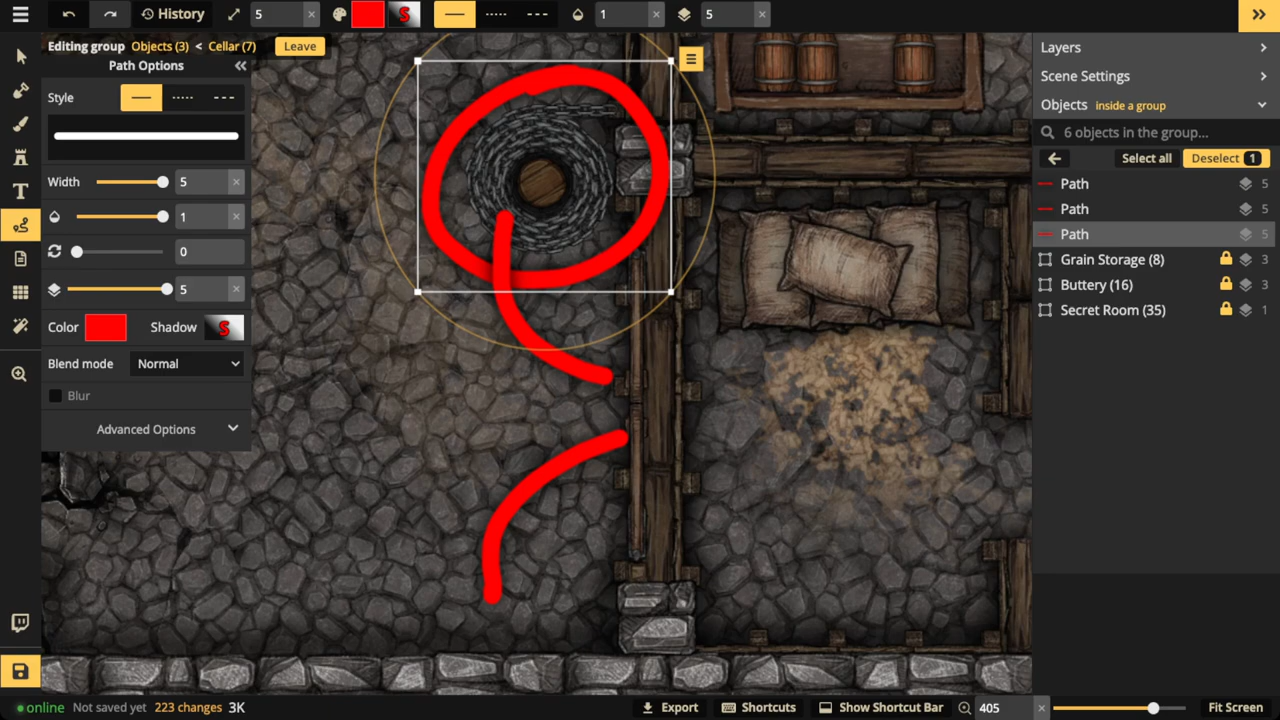 History
5
×
S
1
×
5
×
Editing group Objects (3) < Cellar (7)
Leave
Path Options
Style
Width
5
×
1
×
0
5
×
Color
Shadow
S
Blend mode
Normal
Blur
Advanced Options
Layers
Scene Settings
Objects inside a group
6 objects in the group...
Select all
Deselect 1
Path
5
Path
5
Path
5
Grain Storage (8)
3
Buttery (16)
3
Secret Room (35)
1
online
Not saved yet
223 changes
3K
Export
Shortcuts
Show Shortcut Bar
405
×
Fit Screen